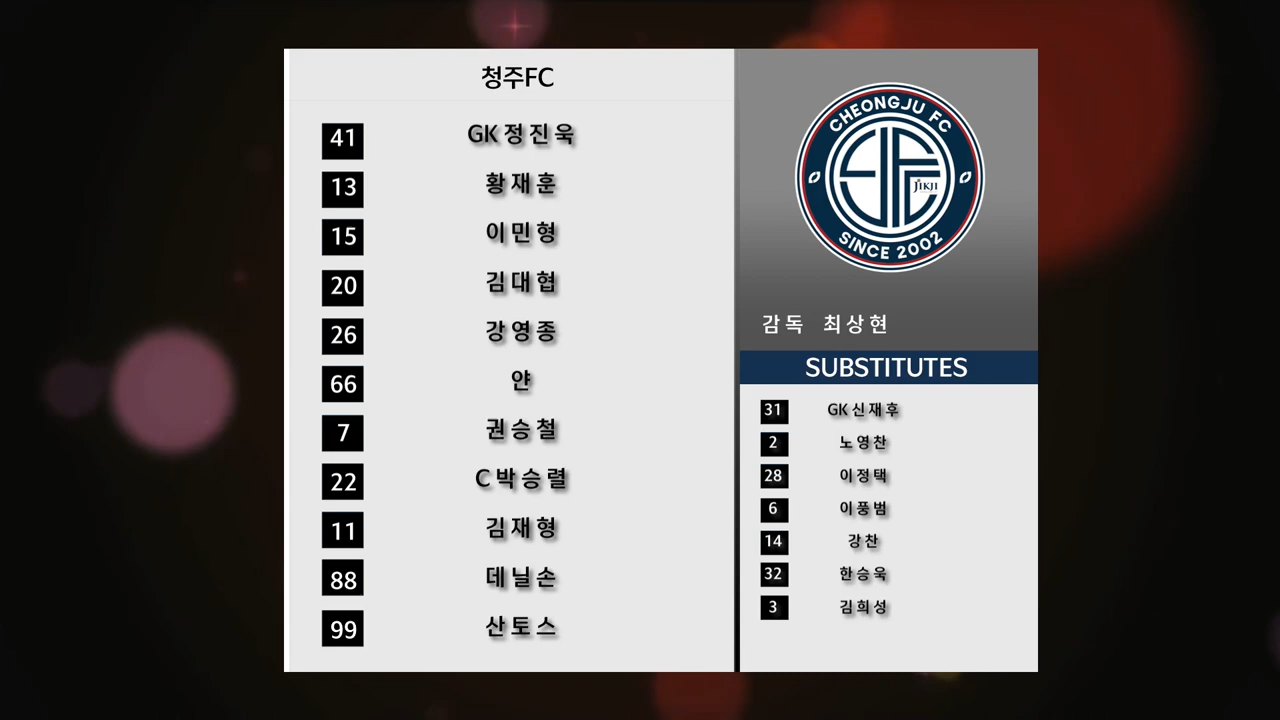 청주FC
41 GK 정진욱
13 황재훈
15 이민형
20 김대협
26 강영종
66 얀
7 권승철
22 C 박승렬
11 김재형
88 데닐손
99 산토스
CHEONGJU FC
JIKJI
SINCE 2002
감독 최상현
SUBSTITUTES
31 GK 신재후
2 노영찬
28 이정택
6 이풍범
14 강찬
32 한승욱
3 김희성